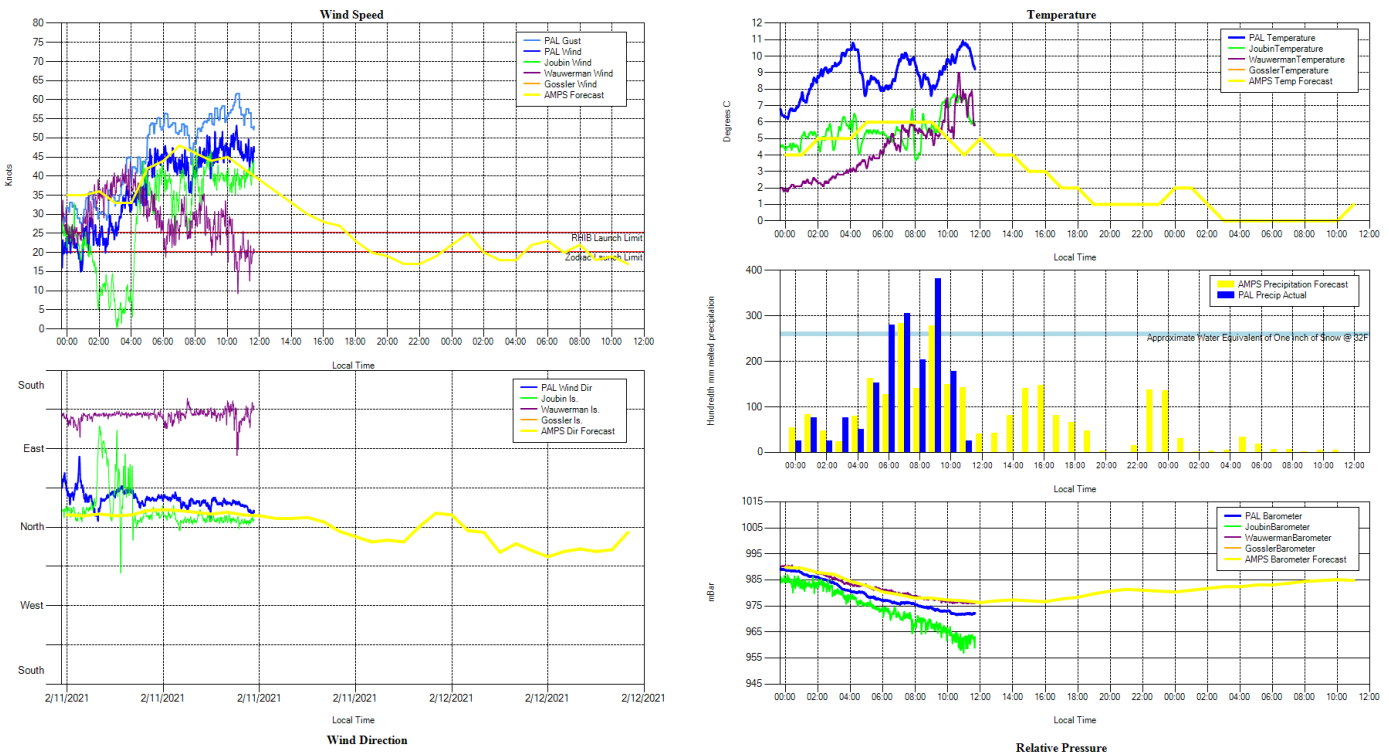 Wind Speed
Knots
80
75
70
65
60
55
50
45
40
35
30
25
20
15
10
5
0
PAL Gust
PAL Wind
Joubin Wind
Wauwerman Wind
Gossler Wind
AMPS Forecast
RHIB Launch Limit
Zodiac Launch Limit
00:00 02:00 04:00 06:00 08:00 10:00 12:00 14:00 16:00 18:00 20:00 22:00 00:00 02:00 04:00 06:00 08:00 10:00 12:00
Local Time
South
East
North
West
South
PAL Wind Dir
Joubin Is.
Wauwerman Is.
Gossler Is.
AMPS Dir Forecast
2/11/2021 2/11/2021 2/11/2021 2/11/2021 2/12/2021 2/12/2021 2/12/2021
Local Time
Wind Direction
Temperature
Degrees C
12
11
10
9
8
7
6
5
4
3
2
1
0
PAL Temperature
JoubinTemperature
WauwermanTemperature
GosslerTemperature
AMPS Temp Forecast
00:00 02:00 04:00 06:00 08:00 10:00 12:00 14:00 16:00 18:00 20:00 22:00 00:00 02:00 04:00 06:00 08:00 10:00 12:00
Local Time
Hundredth mm melted precipitation
400
300
200
100
0
AMPS Precipitation Forecast
PAL Precip Actual
Approximate Water Equivalent of One inch of Snow @ 32F
00:00 02:00 04:00 06:00 08:00 10:00 12:00 14:00 16:00 18:00 20:00 22:00 00:00 02:00 04:00 06:00 08:00 10:00 12:00
Local Time
mBar
1015
1005
995
985
975
965
955
945
PAL Barometer
JoubinBarometer
WauwermanBarometer
GosslerBarometer
AMPS Barometer Forecast
00:00 02:00 04:00 06:00 08:00 10:00 12:00 14:00 16:00 18:00 20:00 22:00 00:00 02:00 04:00 06:00 08:00 10:00 12:00
Local Time
Relative Pressure